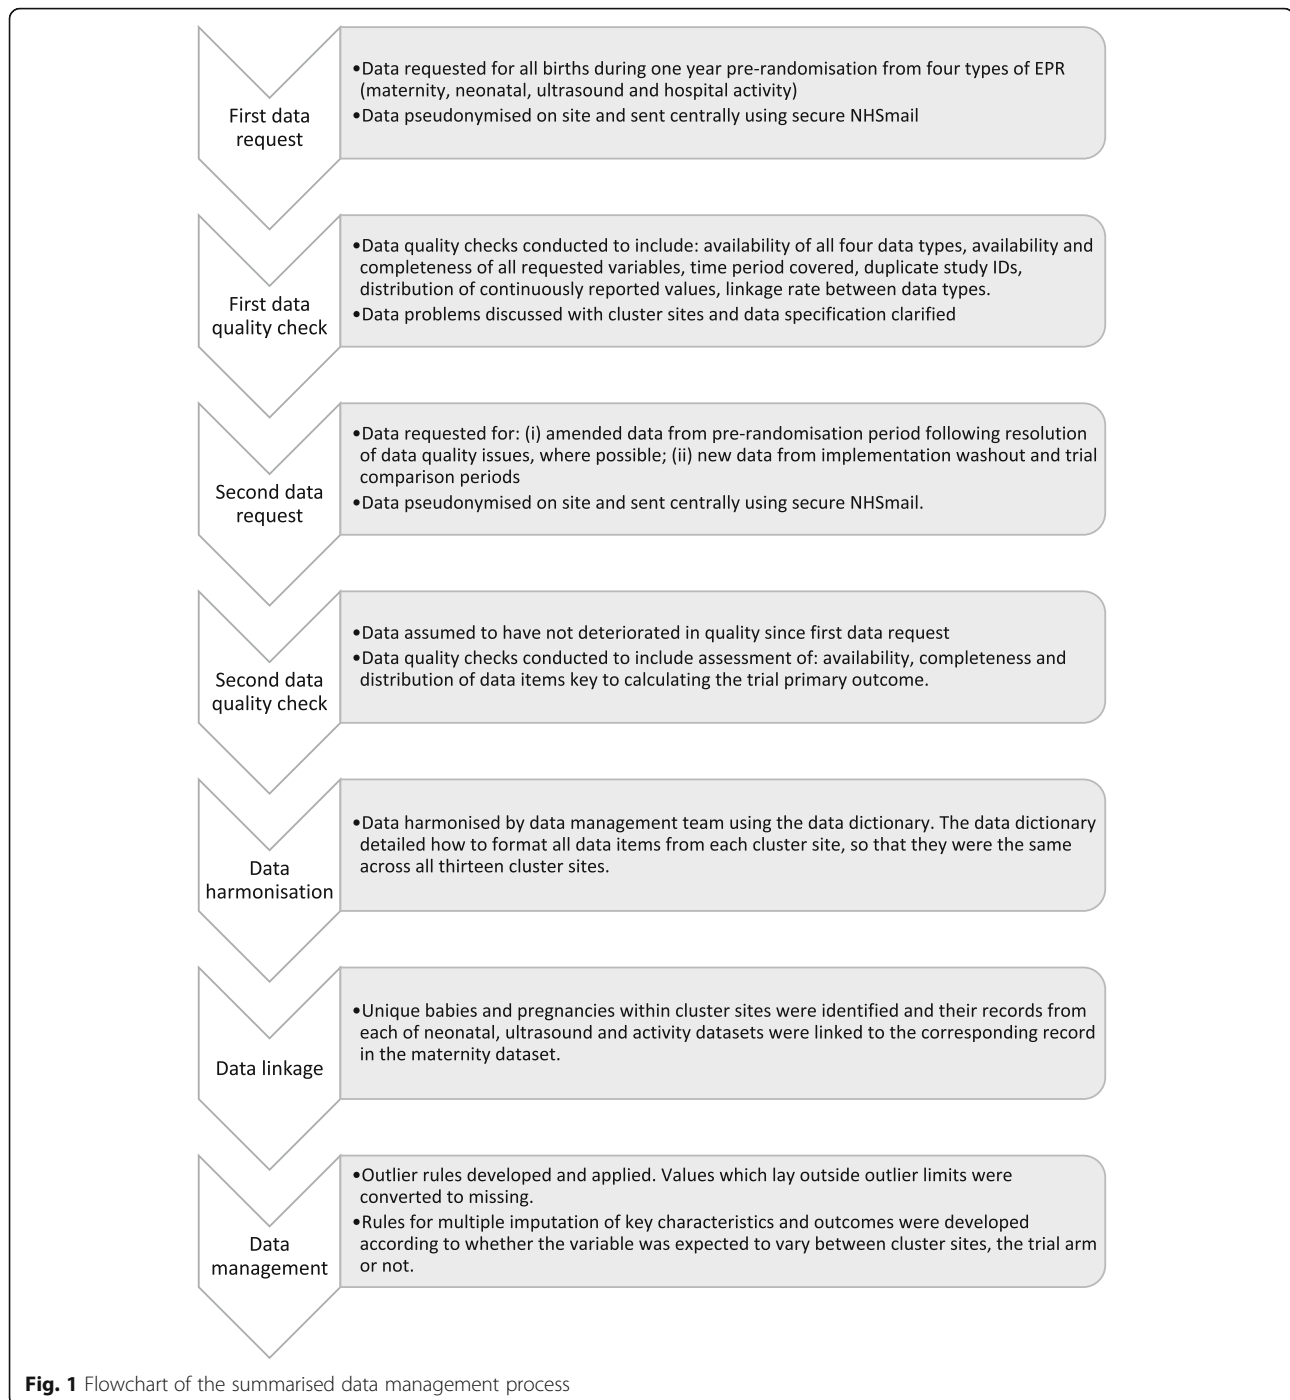 First data
request
•Data requested for all births during one year pre-randomisation from four types of EPR
(maternity, neonatal, ultrasound and hospital activity)
•Data pseudonymised on site and sent centrally using secure NHSmail
First data
quality check
•Data quality checks conducted to include: availability of all four data types, availability and
completeness of all requested variables, time period covered, duplicate study IDs,
distribution of continuously reported values, linkage rate between data types.
•Data problems discussed with cluster sites and data specification clarified
Second data
request
•Data requested for: (i) amended data from pre-randomisation period following resolution
of data quality issues, where possible; (ii) new data from implementation washout and trial
comparison periods
•Data pseudonymised on site and sent centrally using secure NHSmail.
Second data
quality check
•Data assumed to have not deteriorated in quality since first data request
•Data quality checks conducted to include assessment of: availability, completeness and
distribution of data items key to calculating the trial primary outcome.
Data
harmonisation
•Data harmonised by data management team using the data dictionary. The data dictionary
detailed how to format all data items from each cluster site, so that they were the same
across all thirteen cluster sites.
Data linkage
•Unique babies and pregnancies within cluster sites were identified and their records from
each of neonatal, ultrasound and activity datasets were linked to the corresponding record
in the maternity dataset.
Data
management
•Outlier rules developed and applied. Values which lay outside outlier limits were
converted to missing.
•Rules for multiple imputation of key characteristics and outcomes were developed
according to whether the variable was expected to vary between cluster sites, the trial arm
or not.
Fig. 1 Flowchart of the summarised data management process